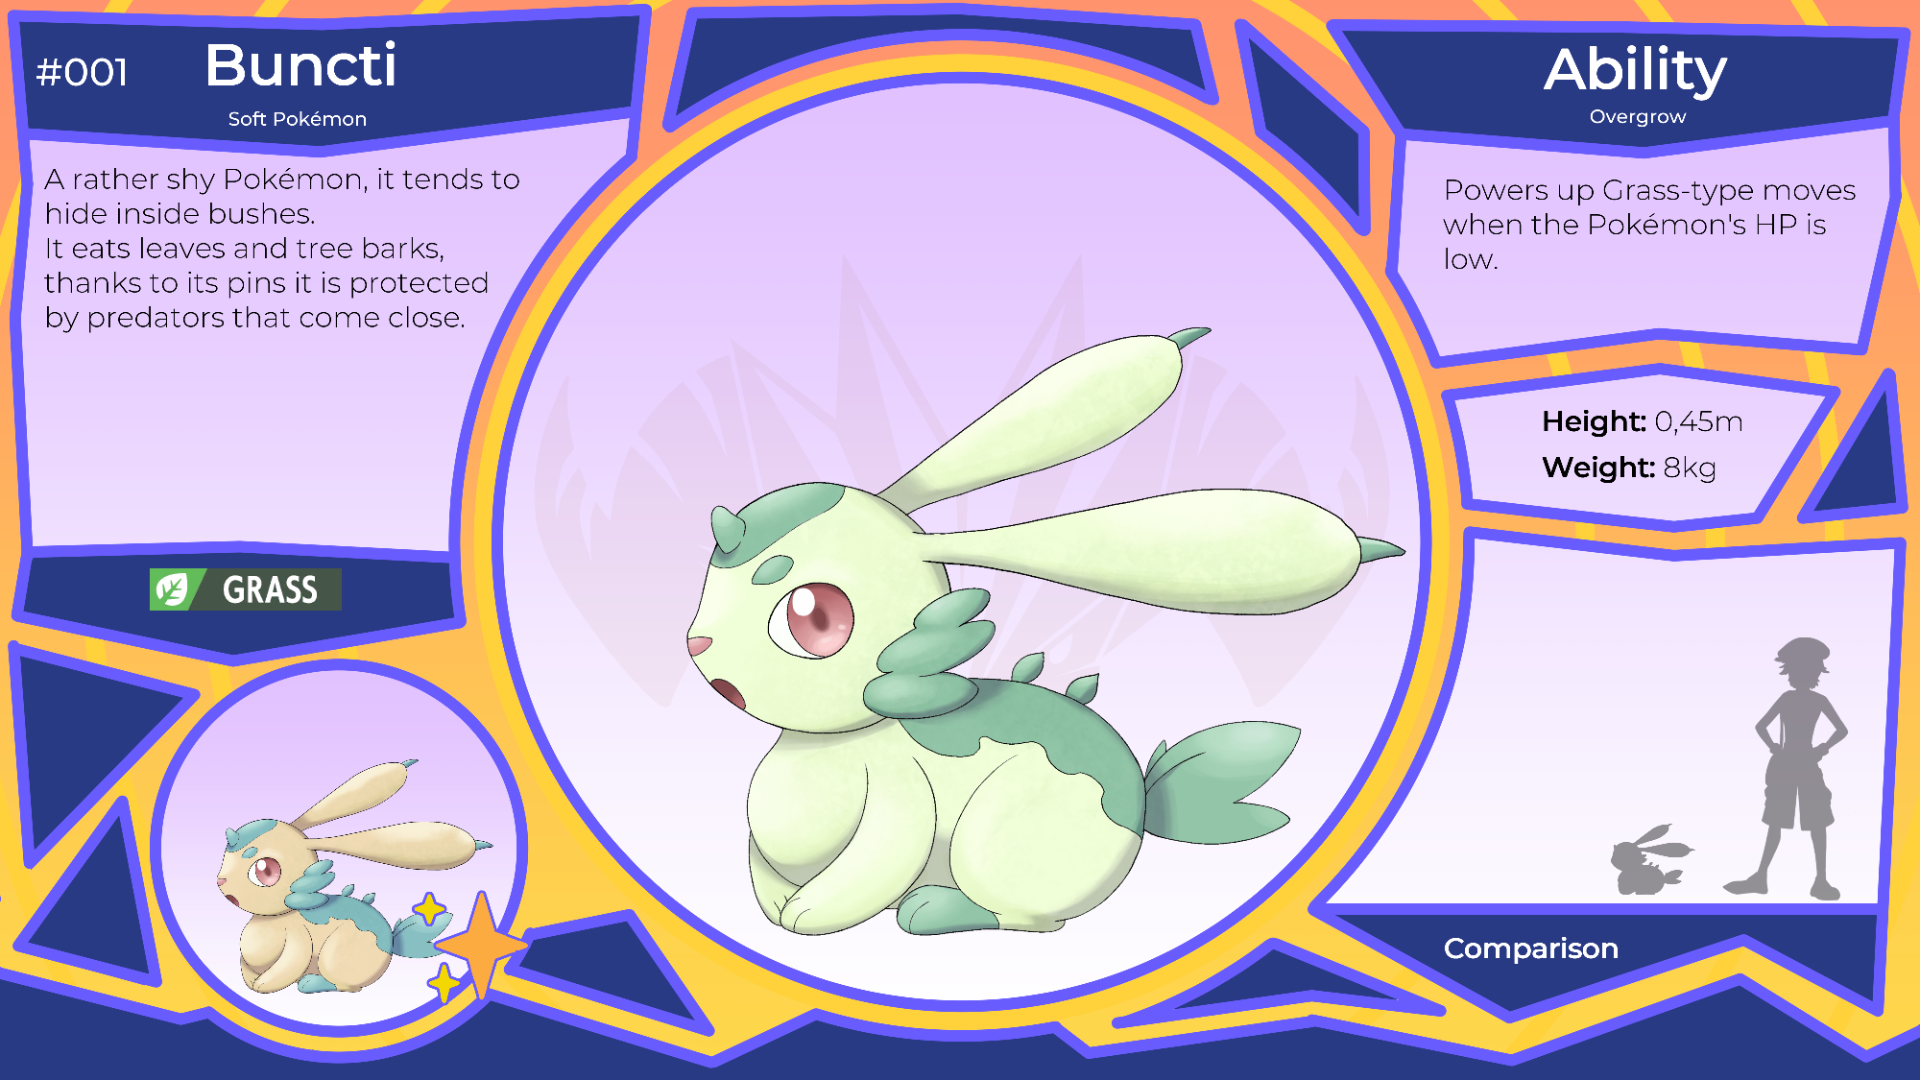 #001
Buncti
Soft Pokémon
A rather shy Pokémon, it tends to
hide inside bushes.
It eats leaves and tree barks,
thanks to its pins it is protected
by predators that come close.
GRASS
Ability
Overgrow
Powers up Grass-type moves
when the Pokémon's HP is
low.
Height: 0,45m
Weight: 8kg
Comparison